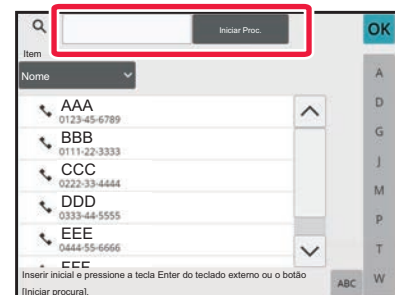 Iniciar Proc.
OK
Item
Nome
AAA
0123-45-6789
BBB
0111-22-3333
CCC
0222-33-4444
DDD
0333-44-5555
EEE
0444-55-6666
EEE
A
D
G
J
M
P
T
W
ABC
Inserir inicial e pressione a tecla Enter do teclado externo ou o botão
[Iniciar procura].